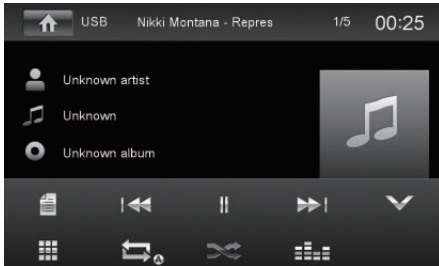 USB Nikki Montana - Repres 1/5 00:25
Unknown artist
Unknown
Unknown album
A